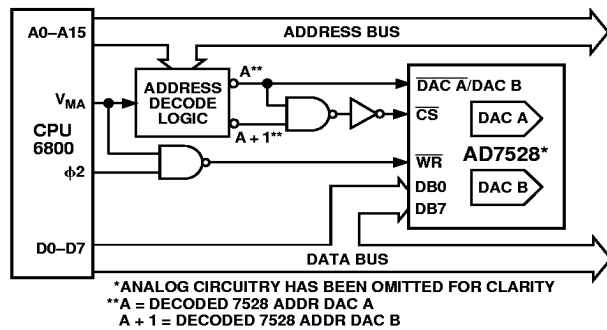 A0–A15
ADDRESS BUS
A**
VMA
ADDRESS
DECODE
LOGIC
DAC A/DAC B
CPU
6800
A + 1**
CS
DAC A
AD7528*
WR
ϕ2
DB0
DAC B
DB7
D0–D7
DATA BUS
*ANALOG CIRCUITRY HAS BEEN OMITTED FOR CLARITY
**A = DECODED 7528 ADDR DAC A
A + 1 = DECODED 7528 ADDR DAC B